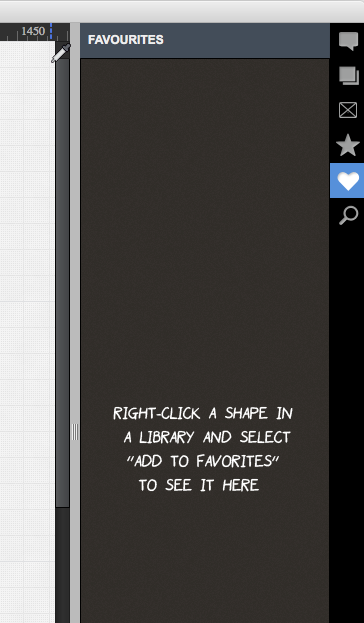 1450
FAVOURITES
RIGHT-CLICK A SHAPE IN
A LIBRARY AND SELECT
"ADD TO FAVORITES"
TO SEE IT HERE